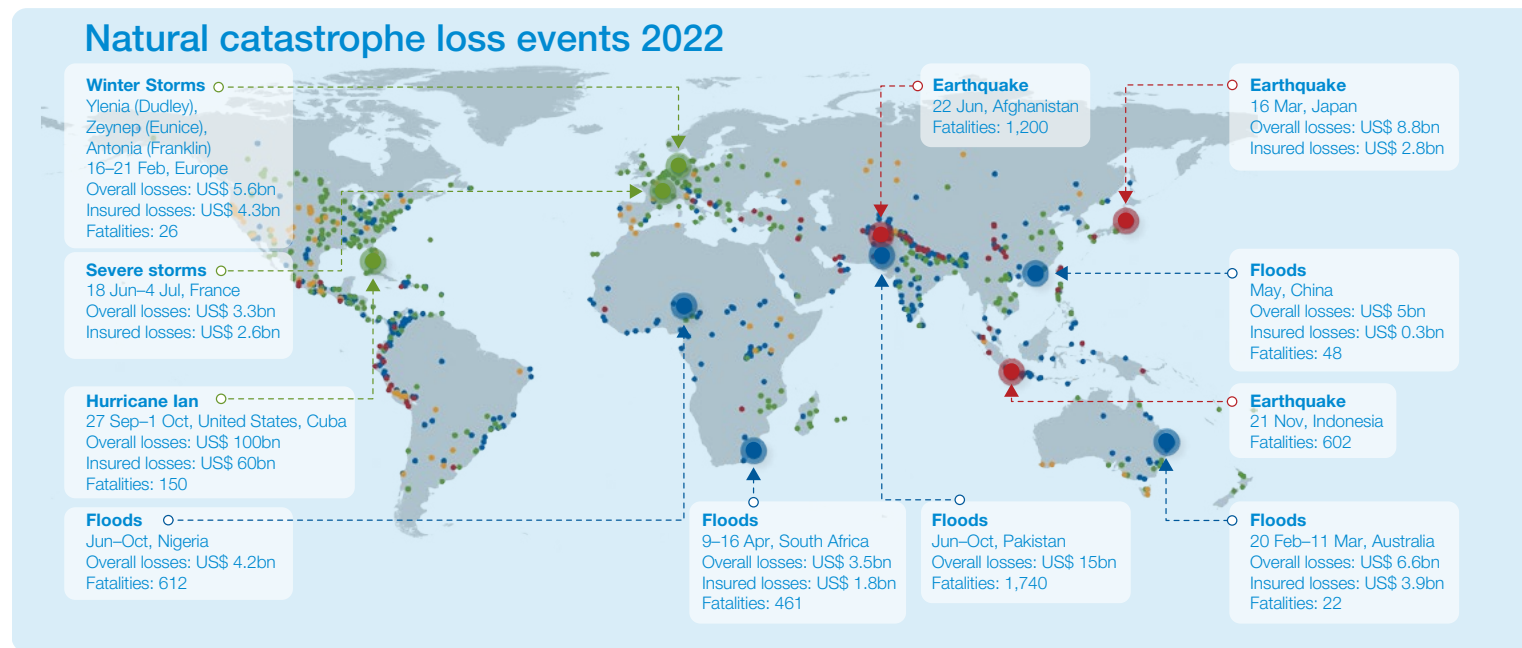 Natural catastrophe loss events 2022
Winter Storms
Ylenia (Dudley),
Zeynep (Eunice),
Antonia (Franklin)
16–21 Feb, Europe
Overall losses: US$ 5.6bn
Insured losses: US$ 4.3bn
Fatalities: 26
Severe storms
18 Jun–4 Jul, France
Overall losses: US$ 3.3bn
Insured losses: US$ 2.6bn
Hurricane Ian
27 Sep–1 Oct, United States, Cuba
Overall losses: US$ 100bn
Insured losses: US$ 60bn
Fatalities: 150
Floods
Jun–Oct, Nigeria
Overall losses: US$ 4.2bn
Fatalities: 612
Floods
9–16 Apr, South Africa
Overall losses: US$ 3.5bn
Insured losses: US$ 1.8bn
Fatalities: 461
Floods
Jun–Oct, Pakistan
Overall losses: US$ 15bn
Fatalities: 1,740
Earthquake
22 Jun, Afghanistan
Fatalities: 1,200
Earthquake
16 Mar, Japan
Overall losses: US$ 8.8bn
Insured losses: US$ 2.8bn
Floods
May, China
Overall losses: US$ 5bn
Insured losses: US$ 0.3bn
Fatalities: 48
Earthquake
21 Nov, Indonesia
Fatalities: 602
Floods
20 Feb–11 Mar, Australia
Overall losses: US$ 6.6bn
Insured losses: US$ 3.9bn
Fatalities: 22